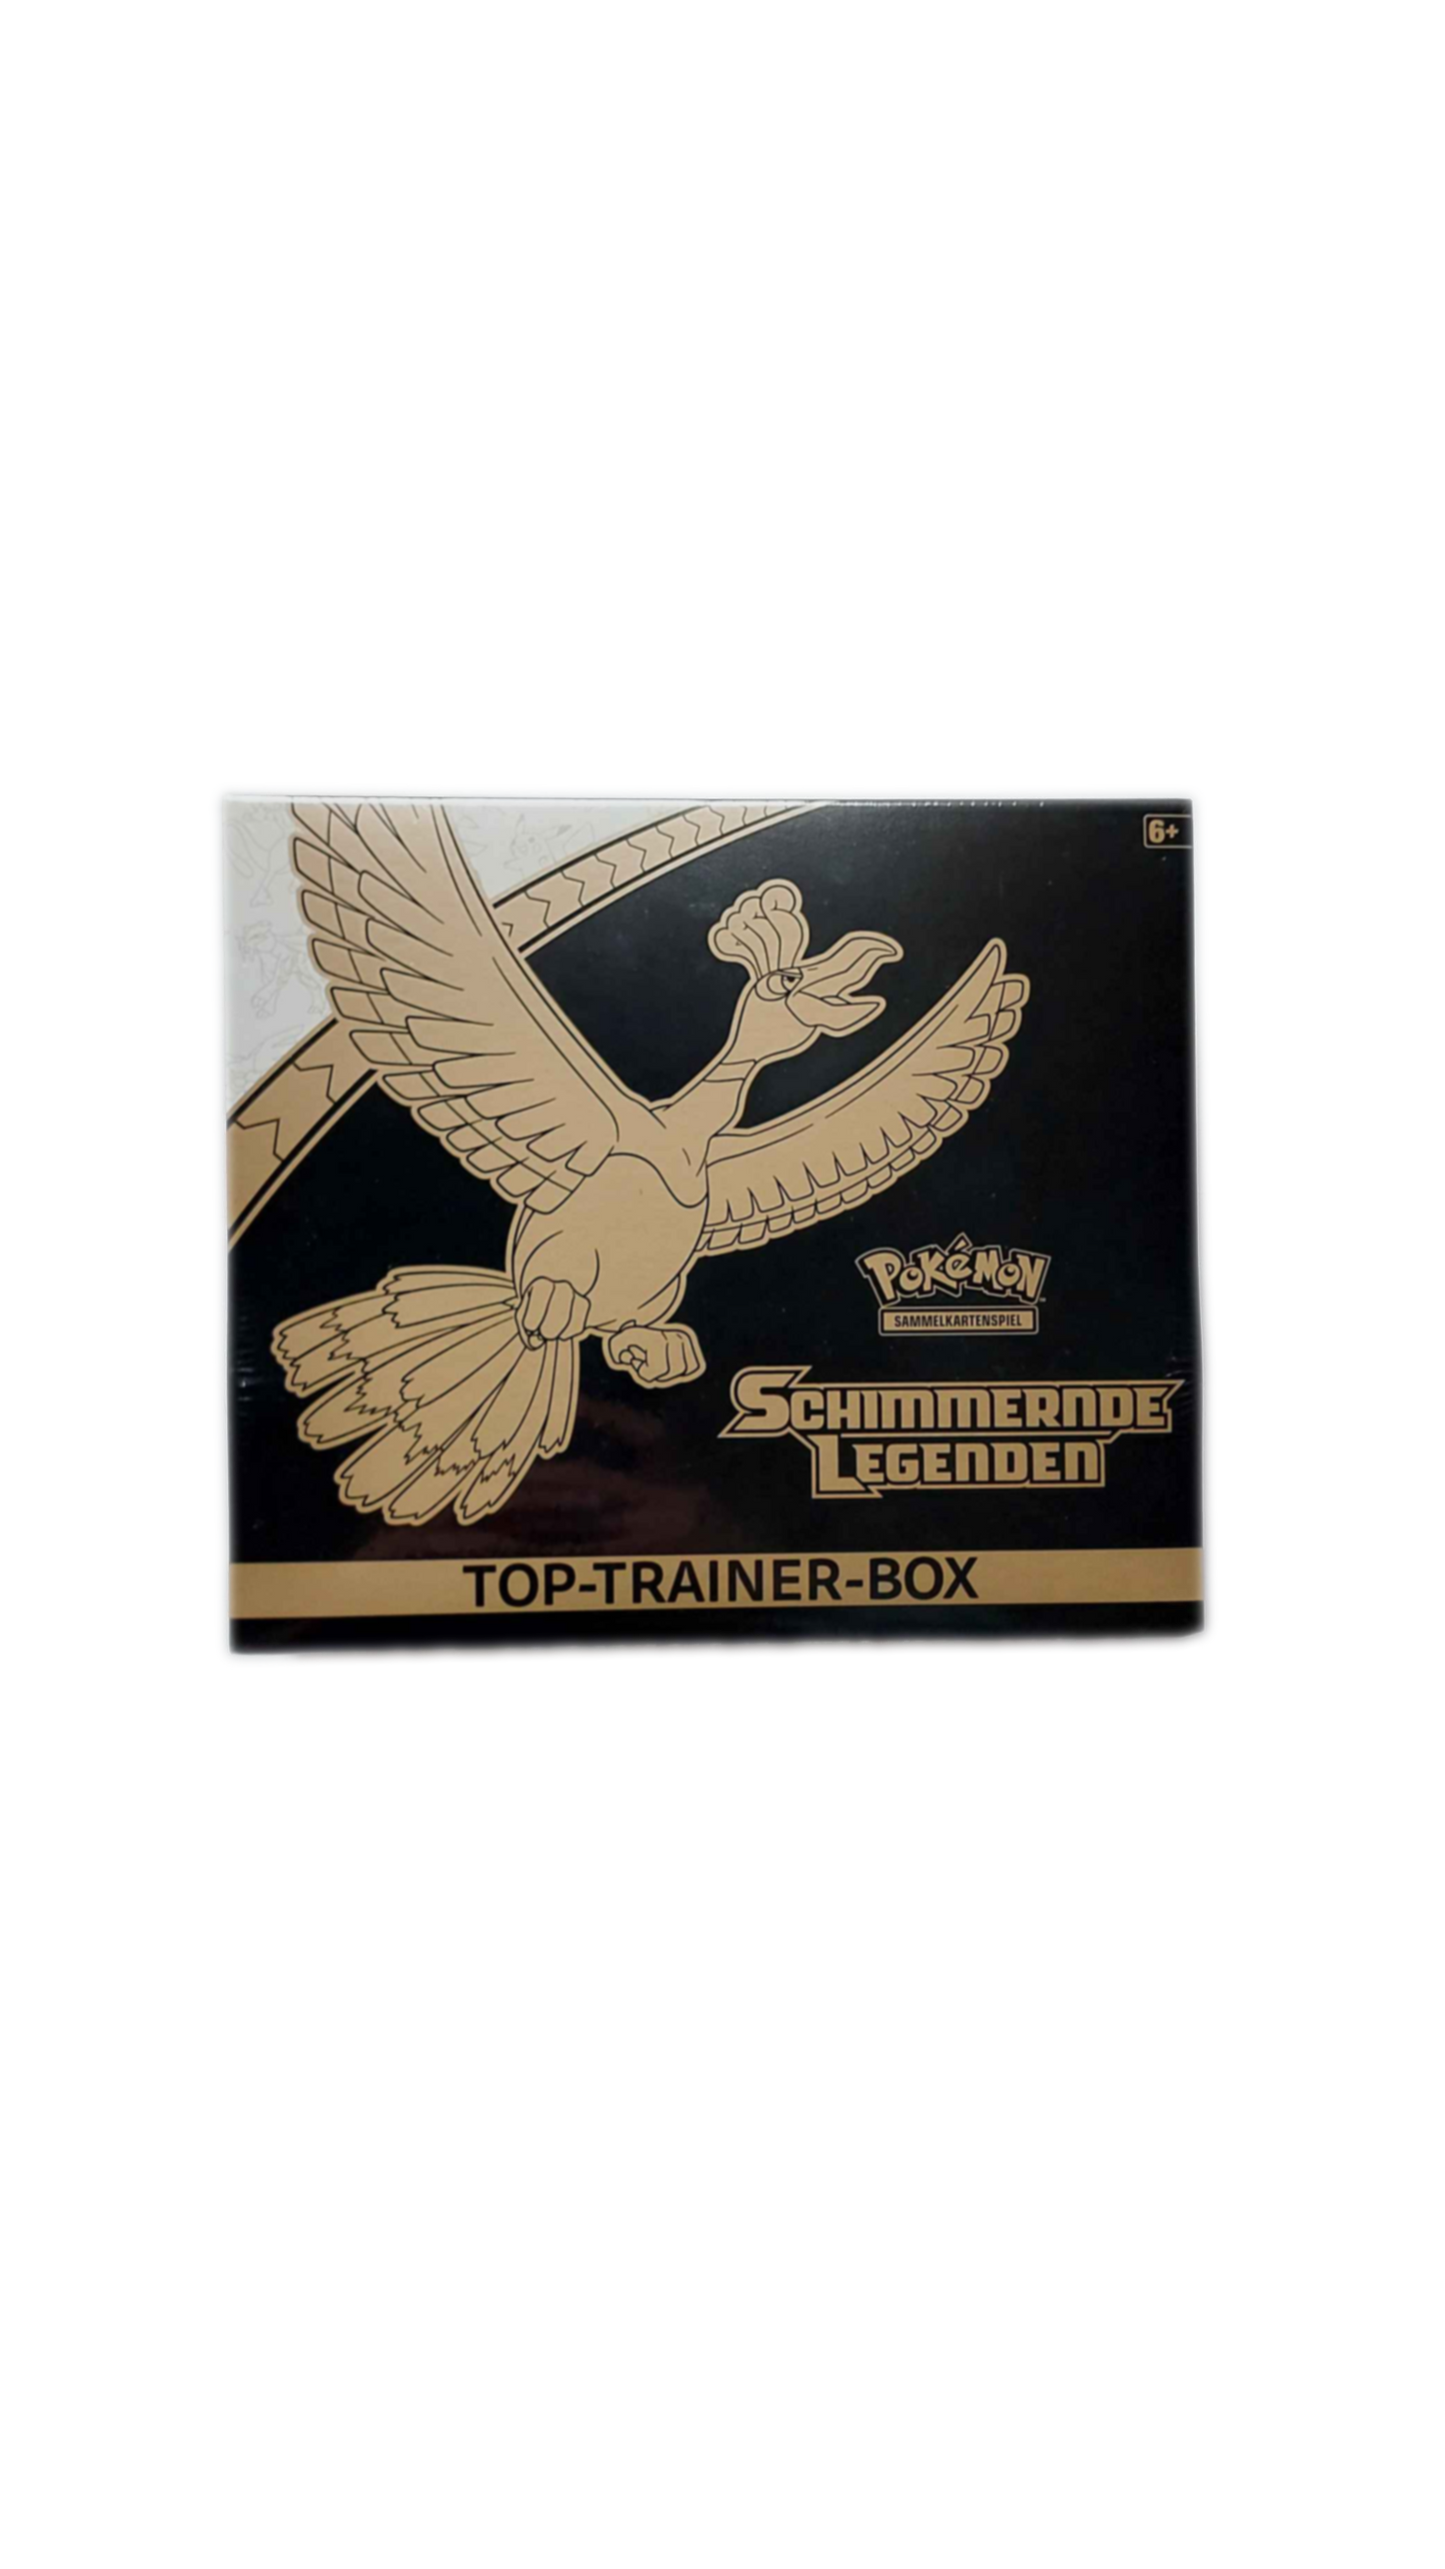 6+
Pokémon
SAMMELKARTENSPIEL
SCHIMMERNDE
LEGENDEN
TOP-TRAINER-BOX